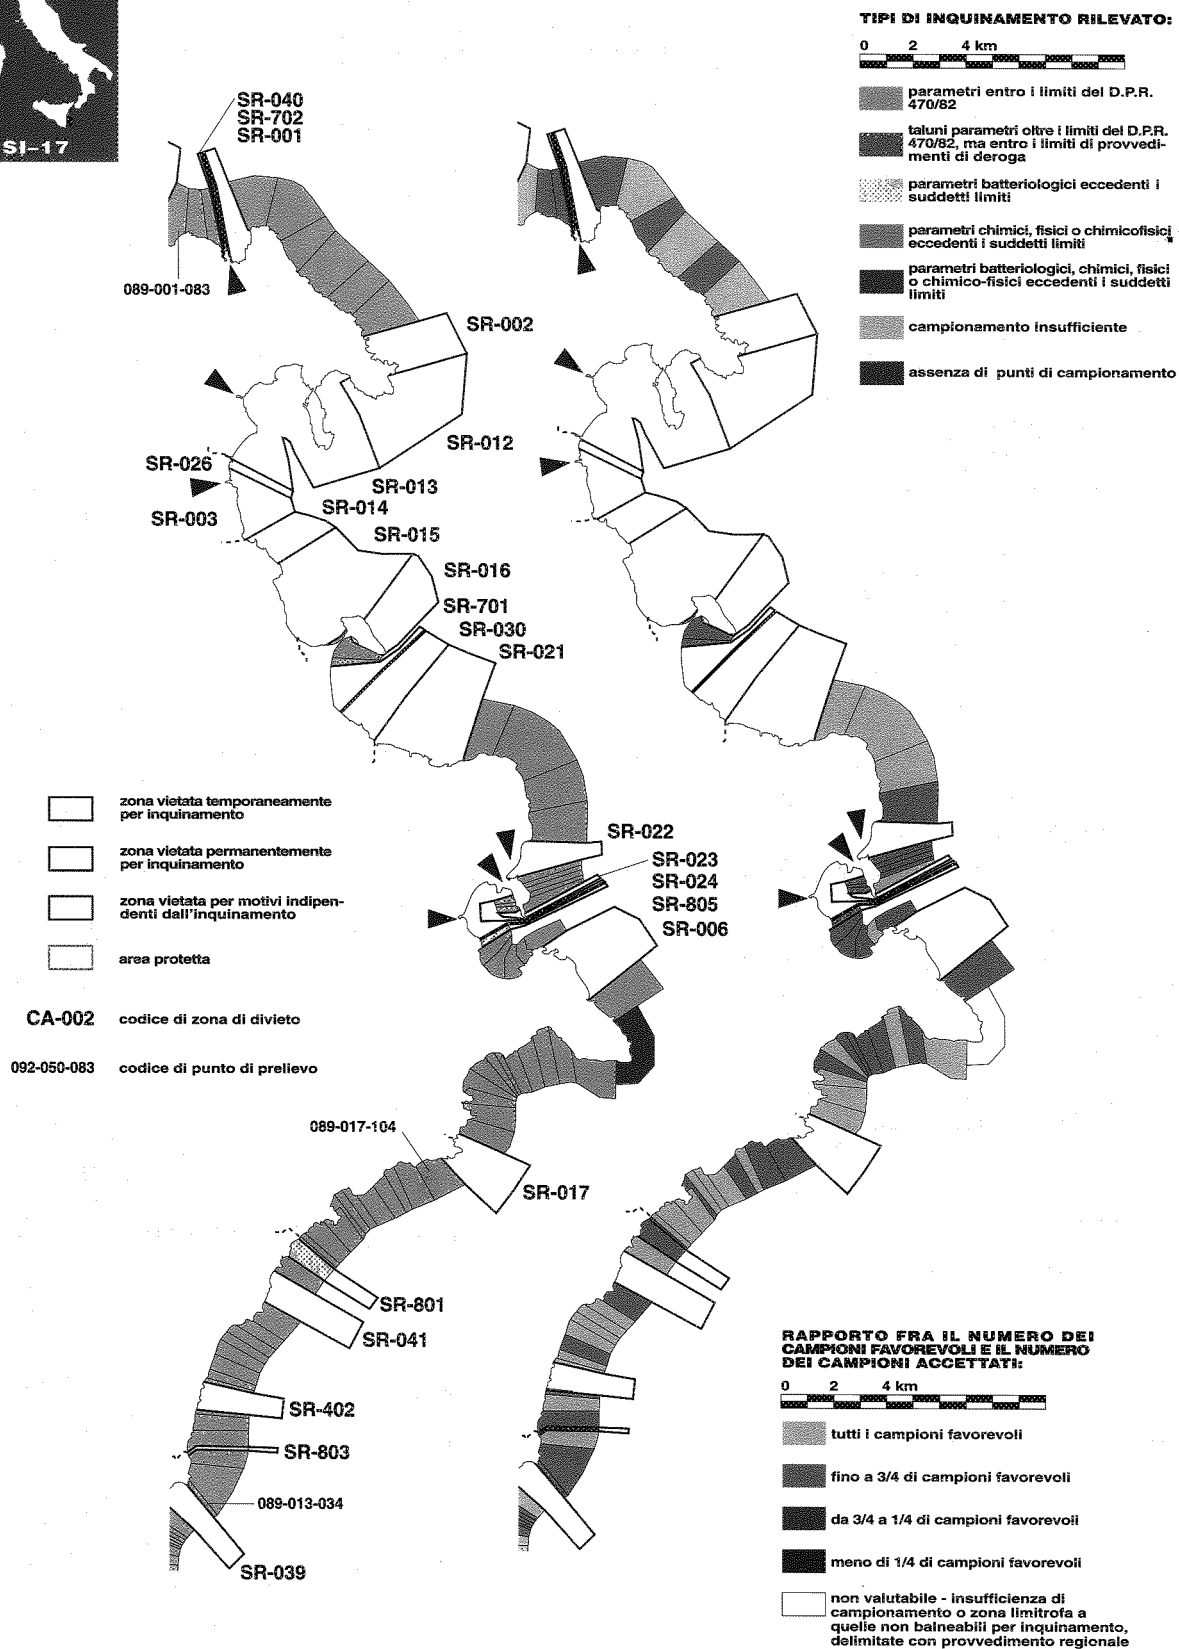 SI-17
SR-040
SR-702
SR-001
089-001-083
SR-002
SR-012
SR-026
SR-013
SR-003
SR-014
SR-015
SR-016
SR-701
SR-030
SR-021
SR-022
SR-023
SR-024
SR-805
SR-006
089-017-104
SR-017
SR-801
SR-041
SR-402
SR-803
089-013-034
SR-039
TIPI DI INQUINAMENTO RILEVATO:
0 2 4 km
parametri entro i limiti del D.P.R.
470/82
taluni parametri oltre i limiti del D.P.R.
470/82, ma entro i limiti di provvedi-
menti di deroga
parametri batteriologici eccedenti i
suddetti limiti
parametri chimici, fisici o chimicofisici
eccedenti i suddetti limiti
parametri batteriologici, chimici, fisici
o chimico-fisici eccedenti i suddetti
limiti
campionamento insufficiente
assenza di punti di campionamento
zona vietata temporaneamente
per inquinamento
zona vietata permanentemente
per inquinamento
zona vietata per motivi indipen-
denti dall'inquinamento
area protetta
CA-002 codice di zona di divieto
092-050-083 codice di punto di prelievo
RAPPORTO FRA IL NUMERO DEI
CAMPIONI FAVOREVOLI E IL NUMERO
DEI CAMPIONI ACCETTATI:
0 2 4 km
tutti i campioni favorevoli
fino a 3/4 di campioni favorevoli
da 3/4 a 1/4 di campioni favorevoli
meno di 1/4 di campioni favorevoli
non valutabile - insufficienza di
campionamento o zona limitrofa a
quelle non balneabili per inquinamento,
delimitate con provvedimento regionale